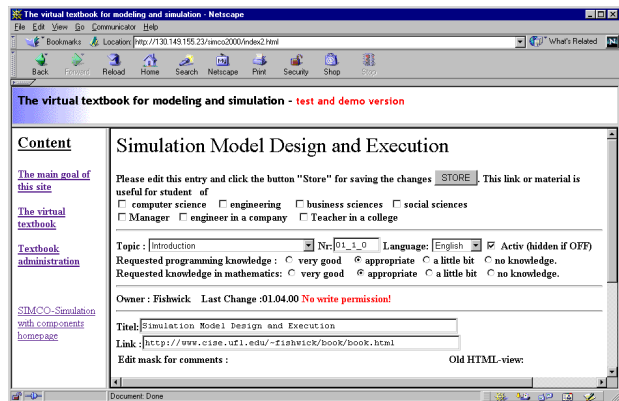 The virtual textbook for modeling and simulation - Netscape
File Edit View Go Communicator Help
Bookmarks Location: http://130.149.155.23/simco2000/index2.html What's Related
Back Forward Reload Home Search Netscape Print Security Shop Stop
The virtual textbook for modeling and simulation - test and demo version
Content
The main goal of
this site
The virtual
textbook
Textbook
administration
SIMCO-Simulation
with components
homepage
Simulation Model Design and Execution
Please edit this entry and click the button "Store" for saving the changes STORE . This link or material is
useful for student of
computer science engineering business sciences social sciences
Manager engineer in a company Teacher in a college
Topic : Introduction Nr: 01_1_0 Language: English Activ (hidden if OFF)
Requested programming knowledge : very good appropriate a little bit no knowledge.
Requested knowledge in mathematics: very good appropriate a little bit no knowledge.
Owner : Fishwick Last Change :01.04.00 No write permission!
Titel: Simulation Model Design and Execution
Link : http://www.cise.ufl.edu/~fishwick/book/book.html
Edit mask for comments : Old HTML-view:
Document: Done